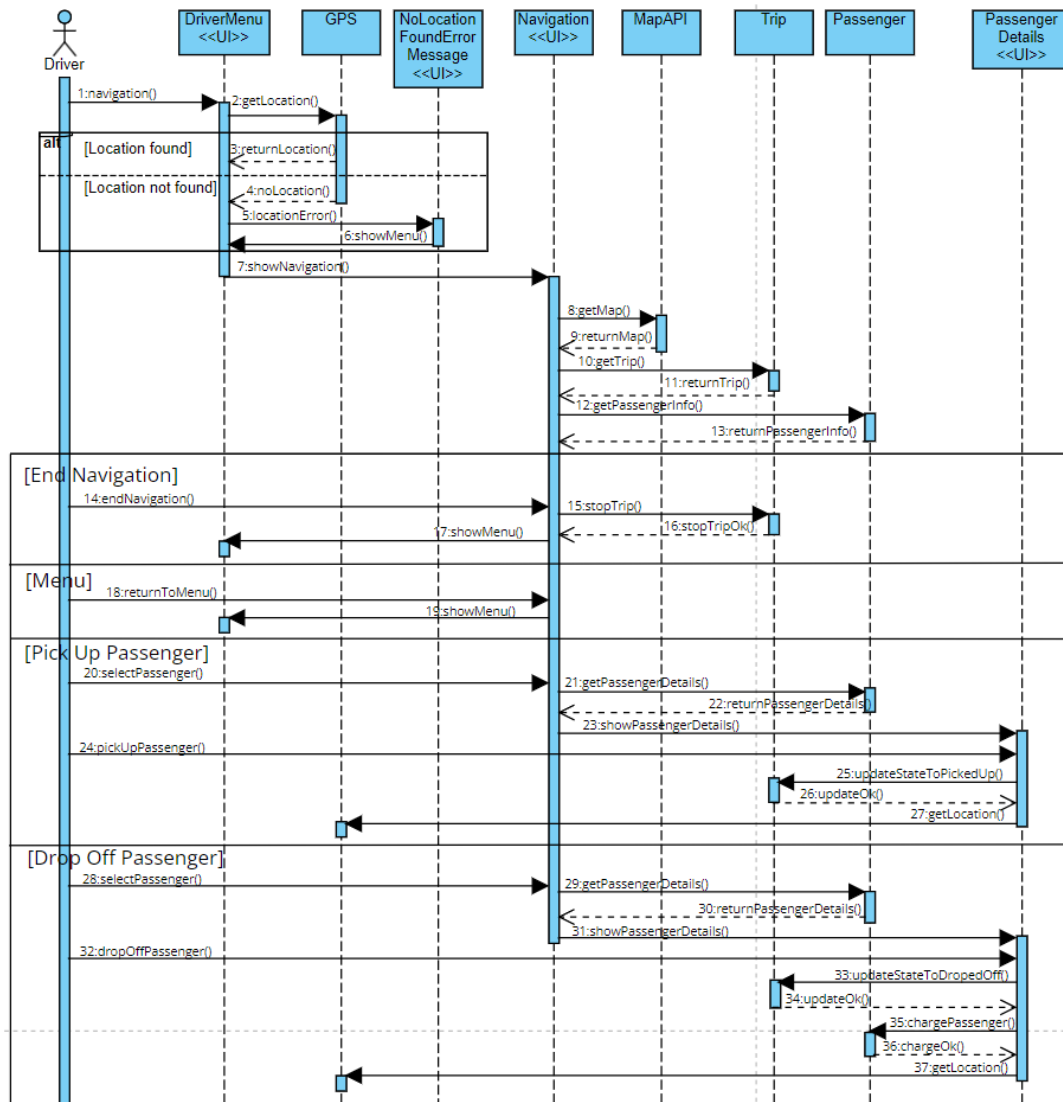 Driver
DriverMenu
<<UI>>
GPS
NoLocation
FoundError
Message
<<UI>>
Navigation
<<UI>>
MapAPI
Trip
Passenger
Passenger
Details
<<UI>>
1:navigation()
2:getLocation()
alt
[Location found]
3:returnLocation()
[Location not found]
4:noLocation()
5:locationError()
6:showMenu()
7:showNavigation()
8:getMap()
9:returnMap()
10:getTrip()
11:returnTrip()
12:getPassengerInfo()
13:returnPassengerInfo()
[End Navigation]
14:endNavigation()
15:stopTrip()
16:stopTripOk()
17:showMenu()
[Menu]
18:returnToMenu()
19:showMenu()
[Pick Up Passenger]
20:selectPassenger()
21:getPassengerDetails()
22:returnPassengerDetails()
23:showPassengerDetails()
24:pickUpPassenger()
25:updateStateToPickedUp()
26:updateOk()
27:getLocation()
[Drop Off Passenger]
28:selectPassenger()
29:getPassengerDetails()
30:returnPassengerDetails()
31:showPassengerDetails()
32:dropOffPassenger()
33:updateStateToDropedOff()
34:updateOk()
35:chargePassenger()
36:chargeOk()
37:getLocation()